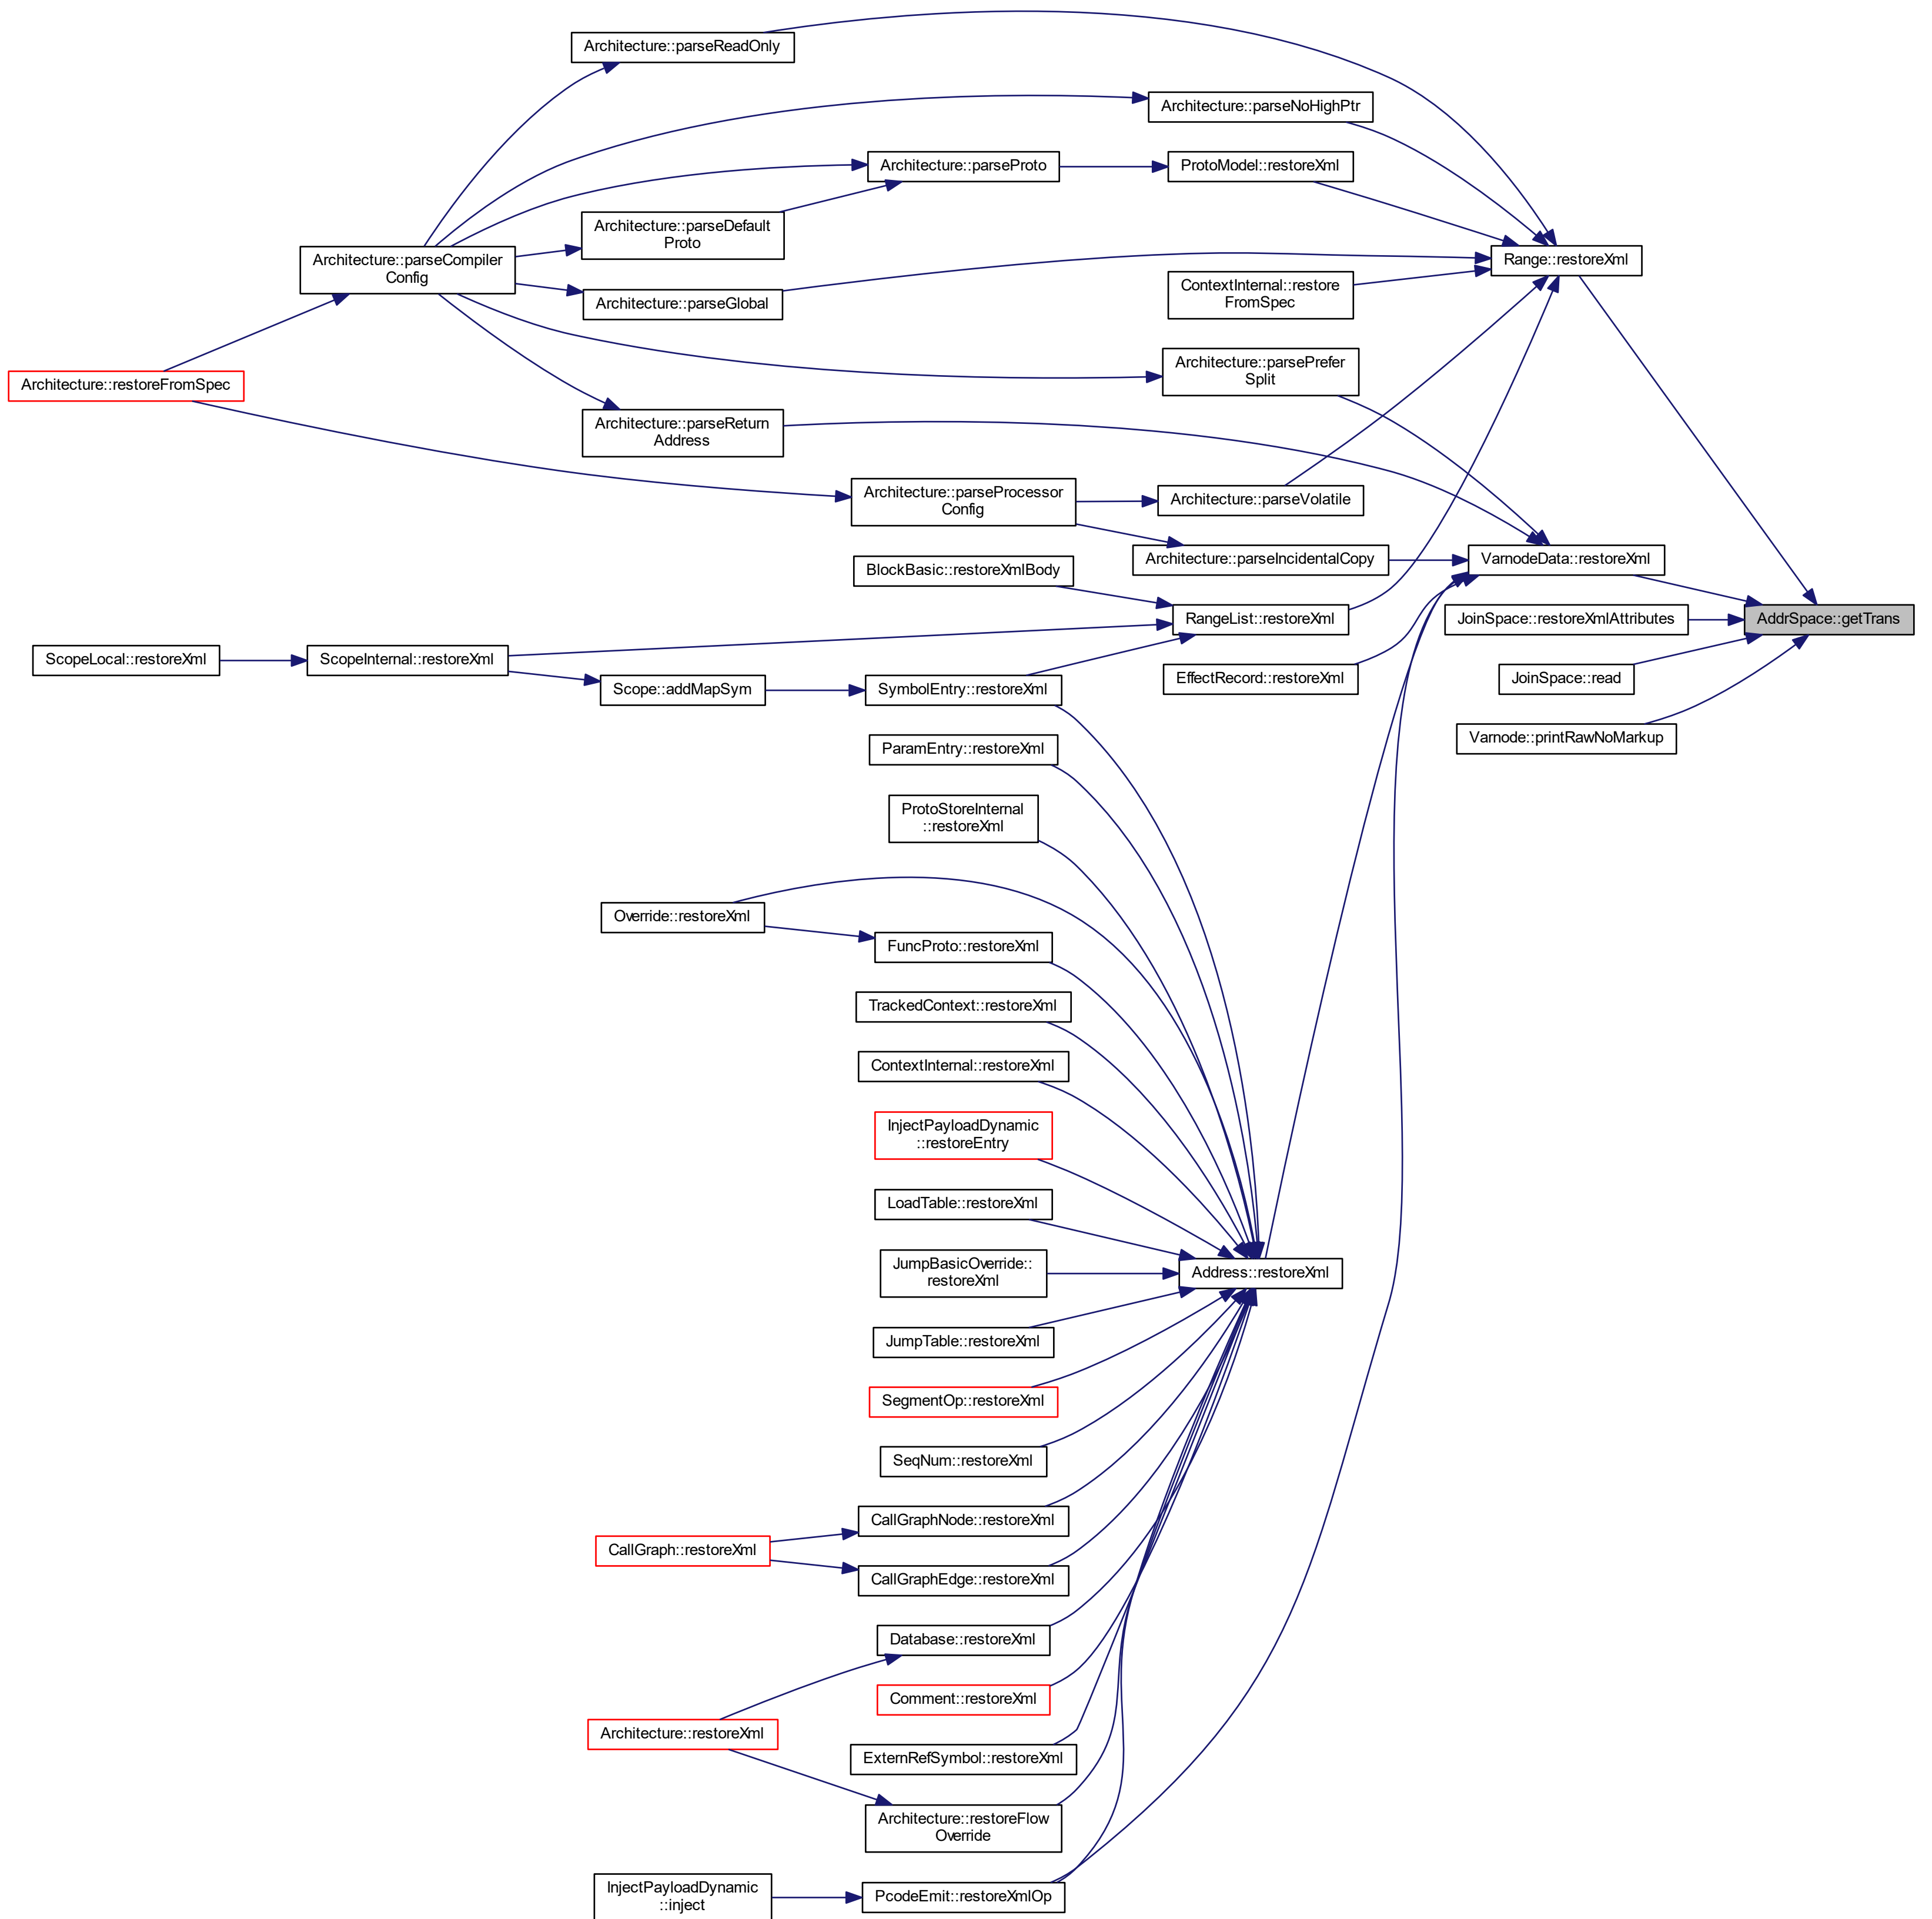 Architecture::parseReadOnly
Architecture::parseNoHighPtr
Architecture::parseProto
ProtoModel::restoreXml
Architecture::parseDefault
Proto
Architecture::parseCompiler
Config
Range::restoreXml
ContextInternal::restore
FromSpec
Architecture::parseGlobal
Architecture::parsePrefer
Split
Architecture::restoreFromSpec
Architecture::parseReturn
Address
Architecture::parseProcessor
Config
Architecture::parseVolatile
Architecture::parseIncidentalCopy
VarnodeData::restoreXml
BlockBasic::restoreXmlBody
RangeList::restoreXml
JoinSpace::restoreXmlAttributes
AddrSpace::getTrans
ScopeLocal::restoreXml
ScopeInternal::restoreXml
Scope::addMapSym
SymbolEntry::restoreXml
EffectRecord::restoreXml
JoinSpace::read
Varnode::printRawNoMarkup
ParamEntry::restoreXml
ProtoStoreInternal
::restoreXml
Override::restoreXml
FuncProto::restoreXml
TrackedContext::restoreXml
ContextInternal::restoreXml
InjectPayloadDynamic
::restoreEntry
LoadTable::restoreXml
JumpBasicOverride::
restoreXml
Address::restoreXml
JumpTable::restoreXml
SegmentOp::restoreXml
SeqNum::restoreXml
CallGraphNode::restoreXml
CallGraph::restoreXml
CallGraphEdge::restoreXml
Database::restoreXml
Comment::restoreXml
Architecture::restoreXml
ExternRefSymbol::restoreXml
Architecture::restoreFlow
Override
InjectPayloadDynamic
::inject
PcodeEmit::restoreXmlOp